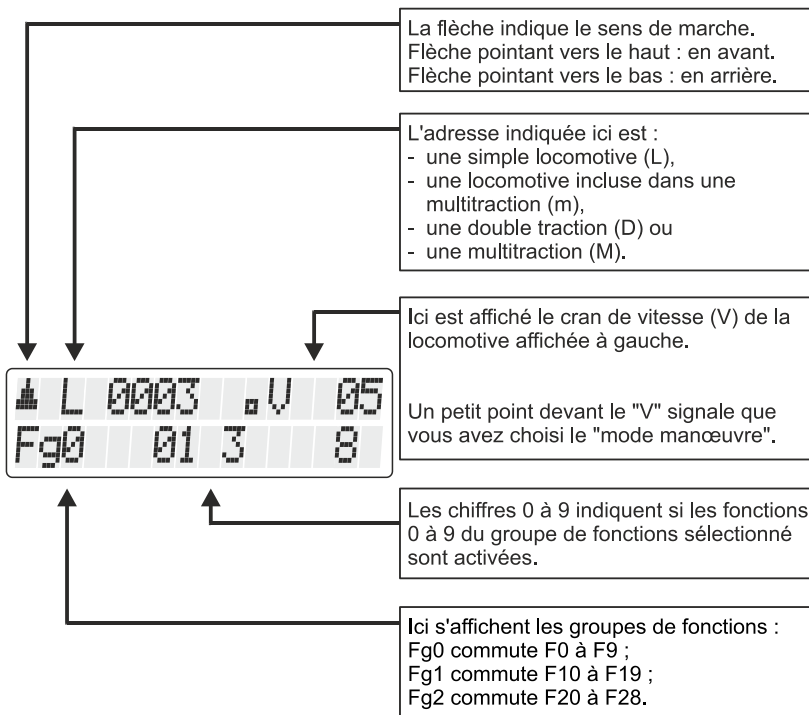 La flèche indique le sens de marche.
Flèche pointant vers le haut : en avant.
Flèche pointant vers le bas : en arrière.
L'adresse indiquée ici est :
- une simple locomotive (L),
- une locomotive incluse dans une
multitraction (m),
- une double traction (D) ou
- une multitraction (M).
Ici est affiché le cran de vitesse (V) de la
locomotive affichée à gauche.
Un petit point devant le "V" signale que
vous avez choisi le "mode manœuvre".
L 0003 .V 05
Fg0 01 3 8
Les chiffres 0 à 9 indiquent si les fonctions
0 à 9 du groupe de fonctions sélectionné
sont activées.
Ici s'affichent les groupes de fonctions :
Fg0 commute F0 à F9 ;
Fg1 commute F10 à F19 ;
Fg2 commute F20 à F28.